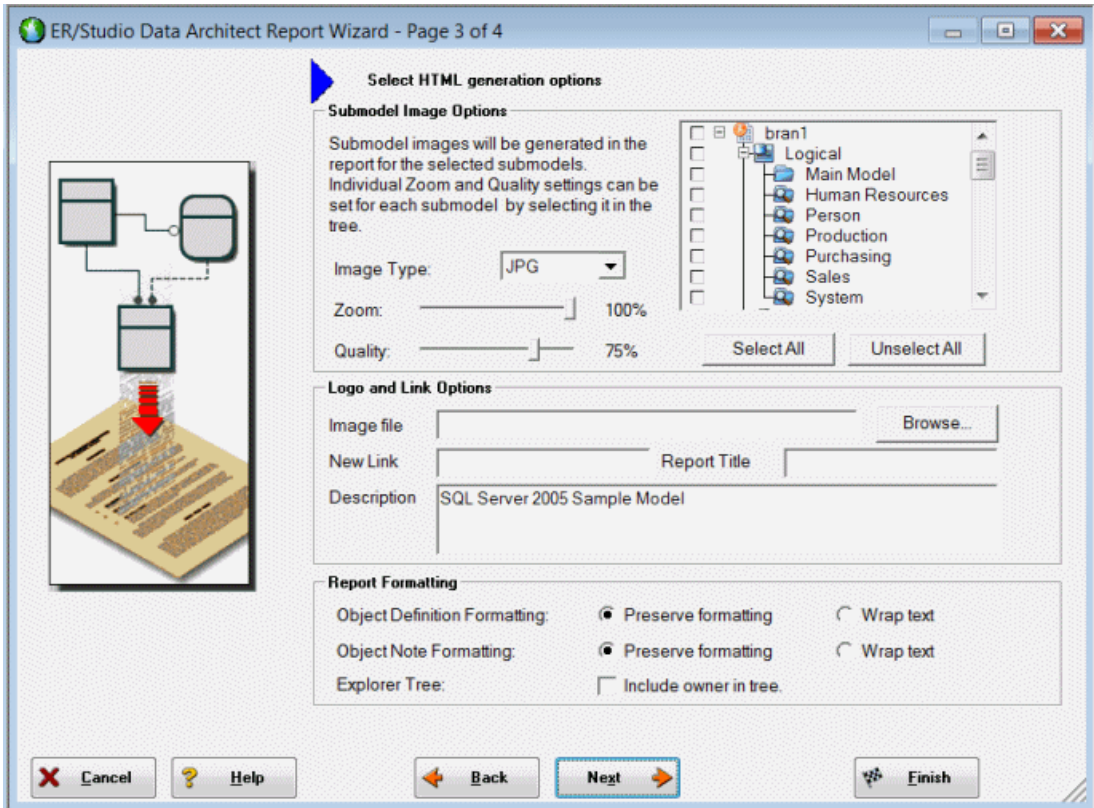 ER/Studio Data Architect Report Wizard - Page 3 of 4
Select HTML generation options
Submodel Image Options
Submodel images will be generated in the
report for the selected submodels.
Individual Zoom and Quality settings can be
set for each submodel by selecting it in the
tree.
Image Type: JPG
Zoom: 100%
Quality: 75%
bran1
Logical
Main Model
Human Resources
Person
Production
Purchasing
Sales
System
Select All Unselect All
Logo and Link Options
Image file Browse...
New Link Report Title
Description SQL Server 2005 Sample Model
Report Formatting
Object Definition Formatting: Preserve formatting Wrap text
Object Note Formatting: Preserve formatting Wrap text
Explorer Tree: Include owner in tree.
Cancel Help Back Next Finish